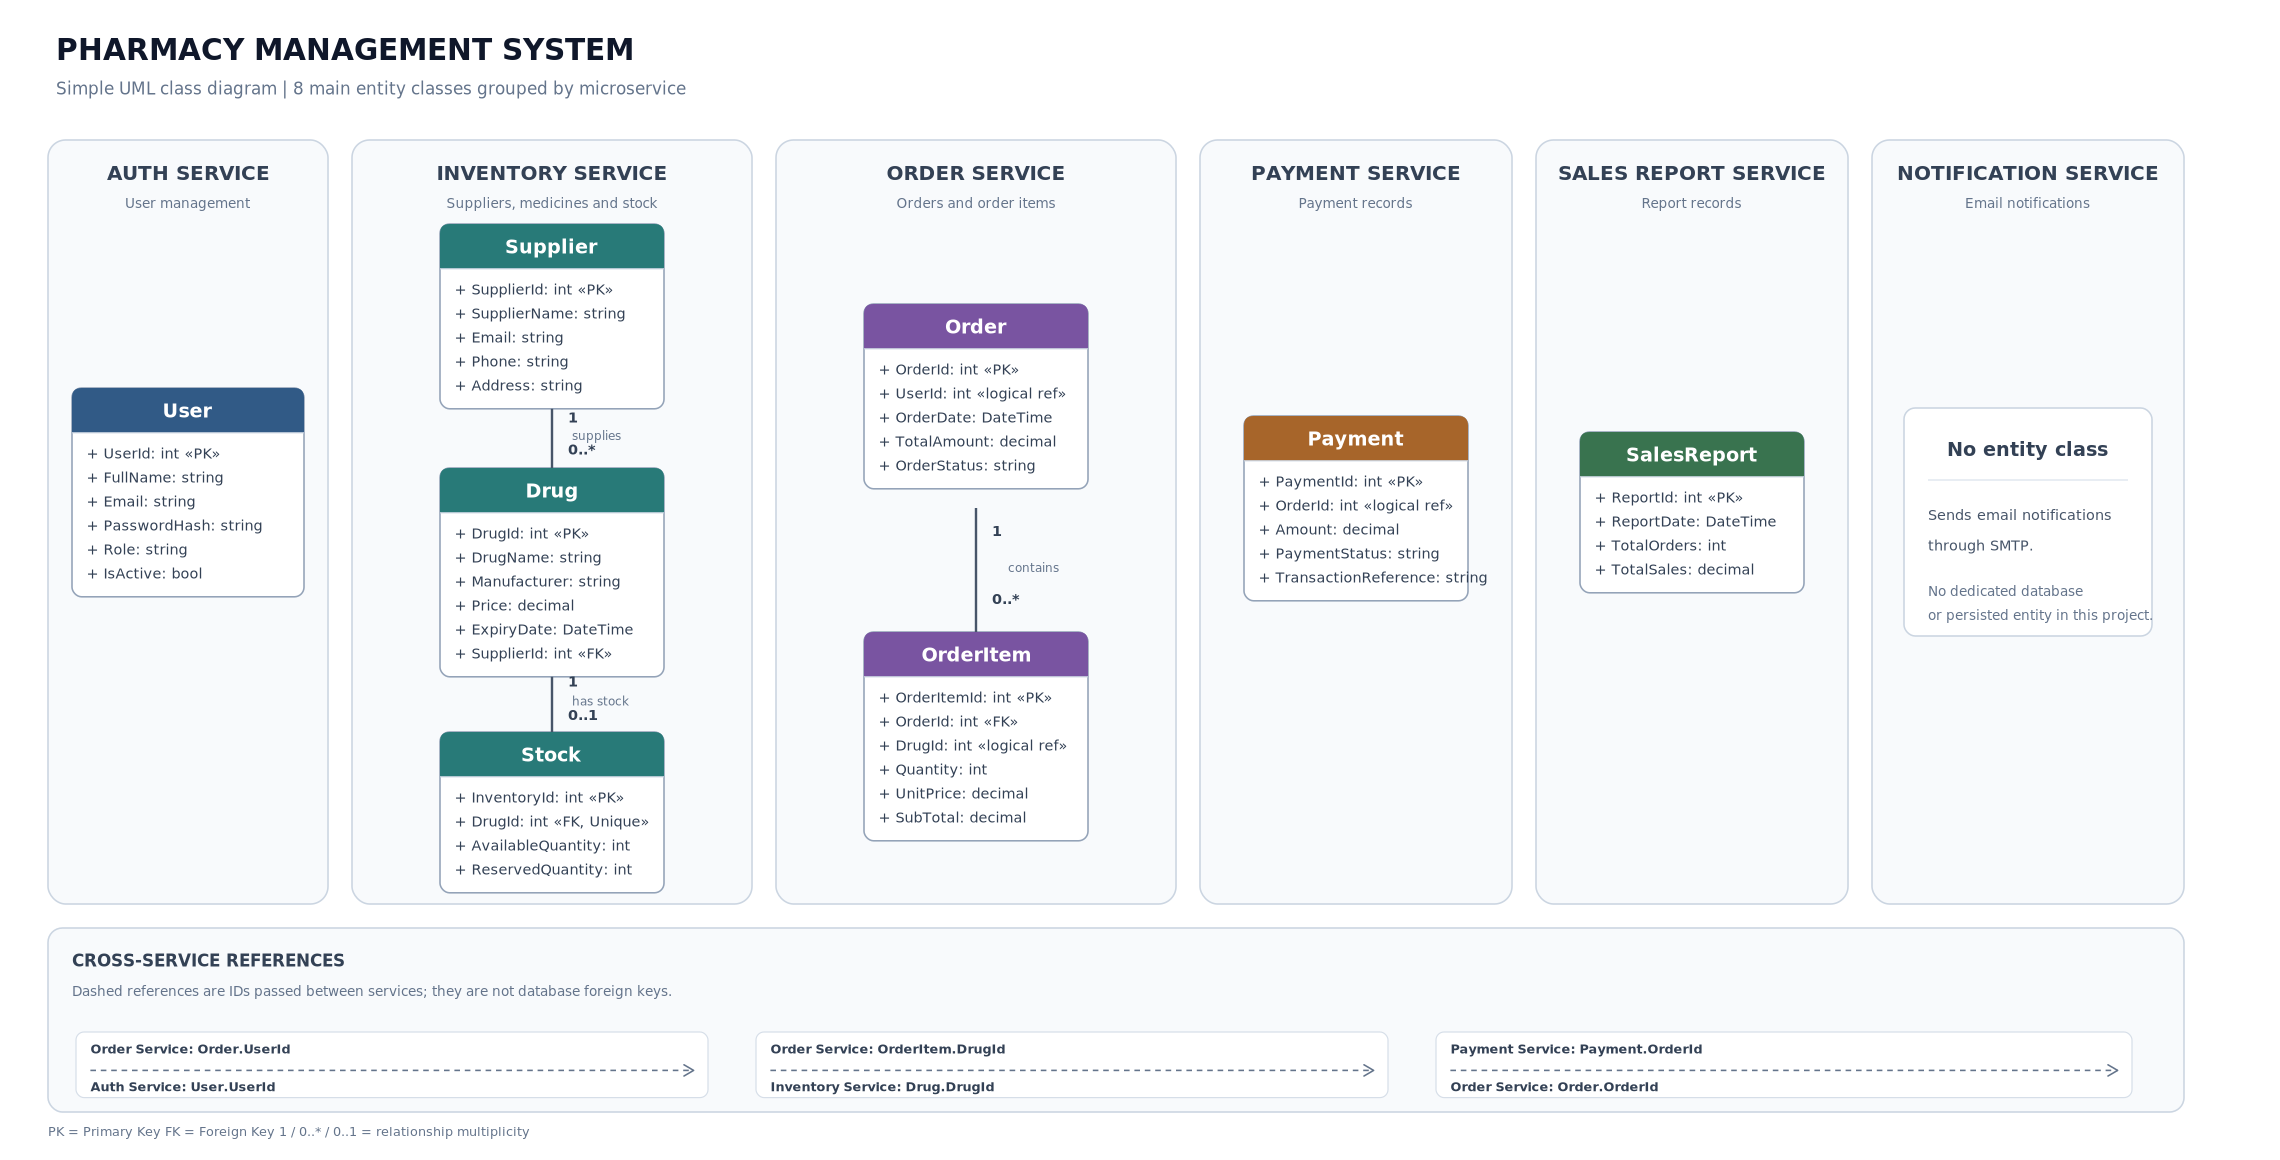 PHARMACY MANAGEMENT SYSTEM
Simple UML class diagram | 8 main entity classes grouped by microservice
AUTH SERVICE
User management
User
+ UserId: int «PK»
+ FullName: string
+ Email: string
+ PasswordHash: string
+ Role: string
+ IsActive: bool
INVENTORY SERVICE
Suppliers, medicines and stock
Supplier
+ SupplierId: int «PK»
+ SupplierName: string
+ Email: string
+ Phone: string
+ Address: string
1
supplies
0..*
Drug
+ DrugId: int «PK»
+ DrugName: string
+ Manufacturer: string
+ Price: decimal
+ ExpiryDate: DateTime
+ SupplierId: int «FK»
1
has stock
0..1
Stock
+ InventoryId: int «PK»
+ DrugId: int «FK, Unique»
+ AvailableQuantity: int
+ ReservedQuantity: int
ORDER SERVICE
Orders and order items
Order
+ OrderId: int «PK»
+ UserId: int «logical ref»
+ OrderDate: DateTime
+ TotalAmount: decimal
+ OrderStatus: string
1
contains
0..*
OrderItem
+ OrderItemId: int «PK»
+ OrderId: int «FK»
+ DrugId: int «logical ref»
+ Quantity: int
+ UnitPrice: decimal
+ SubTotal: decimal
PAYMENT SERVICE
Payment records
Payment
+ PaymentId: int «PK»
+ OrderId: int «logical ref»
+ Amount: decimal
+ PaymentStatus: string
+ TransactionReference: string
SALES REPORT SERVICE
Report records
SalesReport
+ ReportId: int «PK»
+ ReportDate: DateTime
+ TotalOrders: int
+ TotalSales: decimal
NOTIFICATION SERVICE
Email notifications
No entity class
Sends email notifications
through SMTP.
No dedicated database
or persisted entity in this project.
CROSS-SERVICE REFERENCES
Dashed references are IDs passed between services; they are not database foreign keys.
Order Service: Order.UserId
Auth Service: User.UserId
Order Service: OrderItem.DrugId
Inventory Service: Drug.DrugId
Payment Service: Payment.OrderId
Order Service: Order.OrderId
PK = Primary Key FK = Foreign Key 1 / 0..* / 0..1 = relationship multiplicity